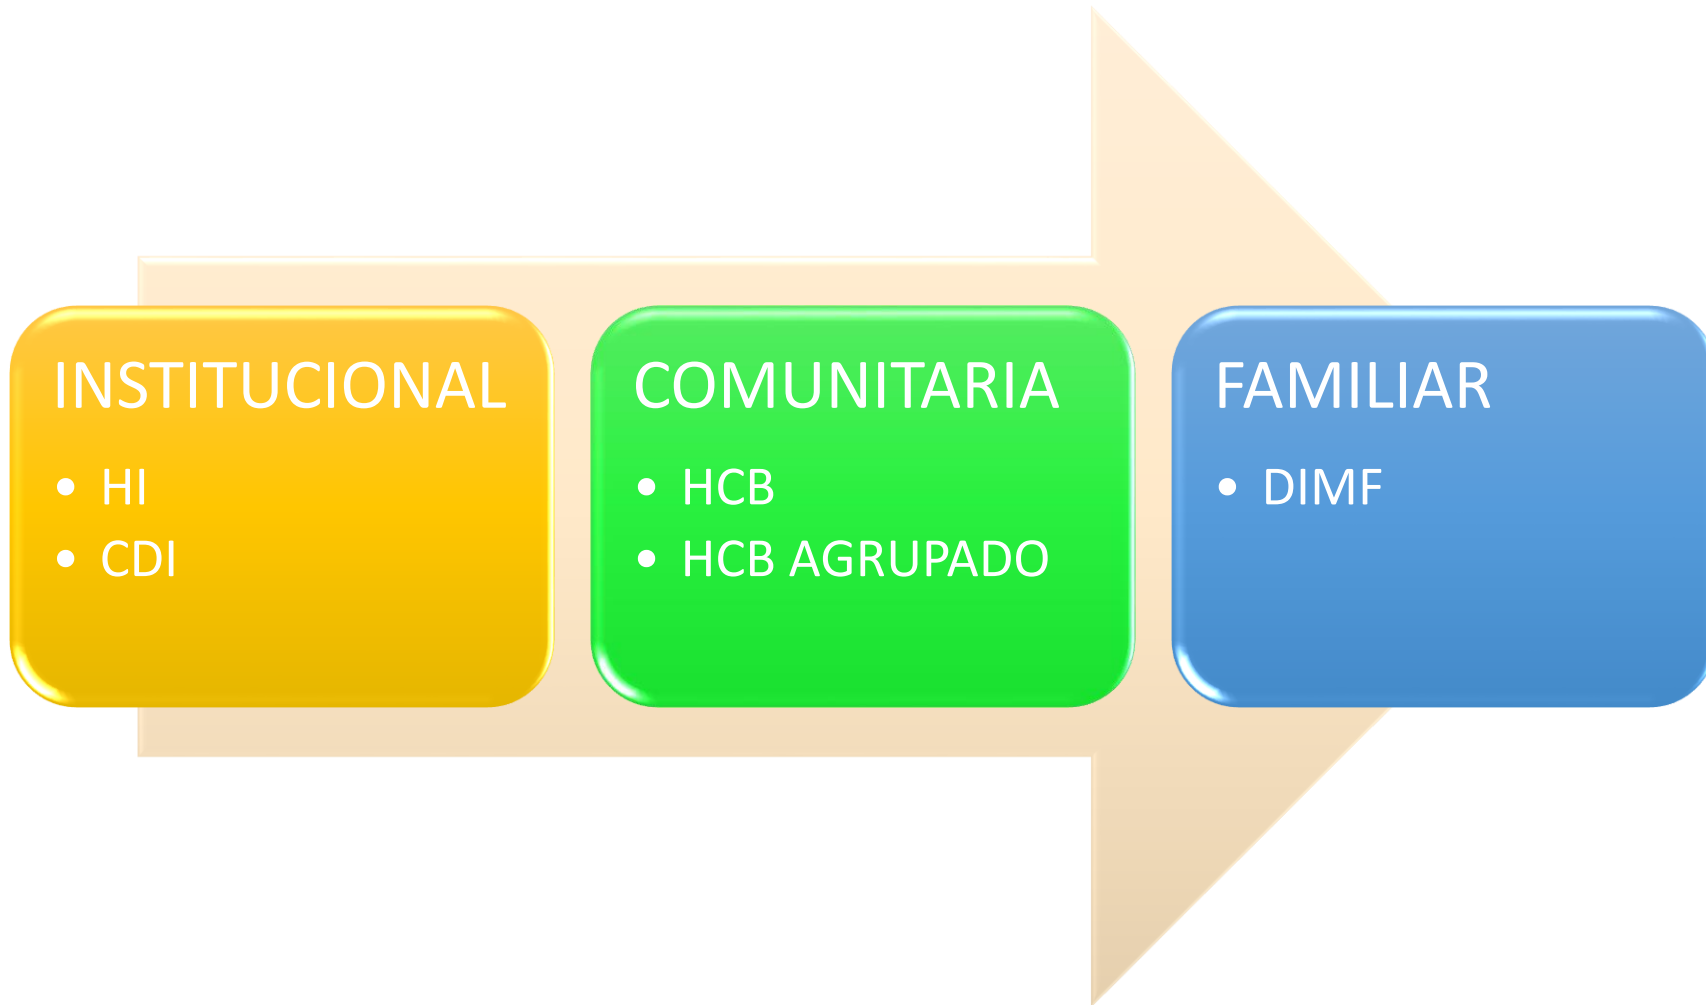 INSTITUCIONAL
• HI
• CDI
COMUNITARIA
• HCB
• HCB AGRUPADO
FAMILIAR
• DIMF